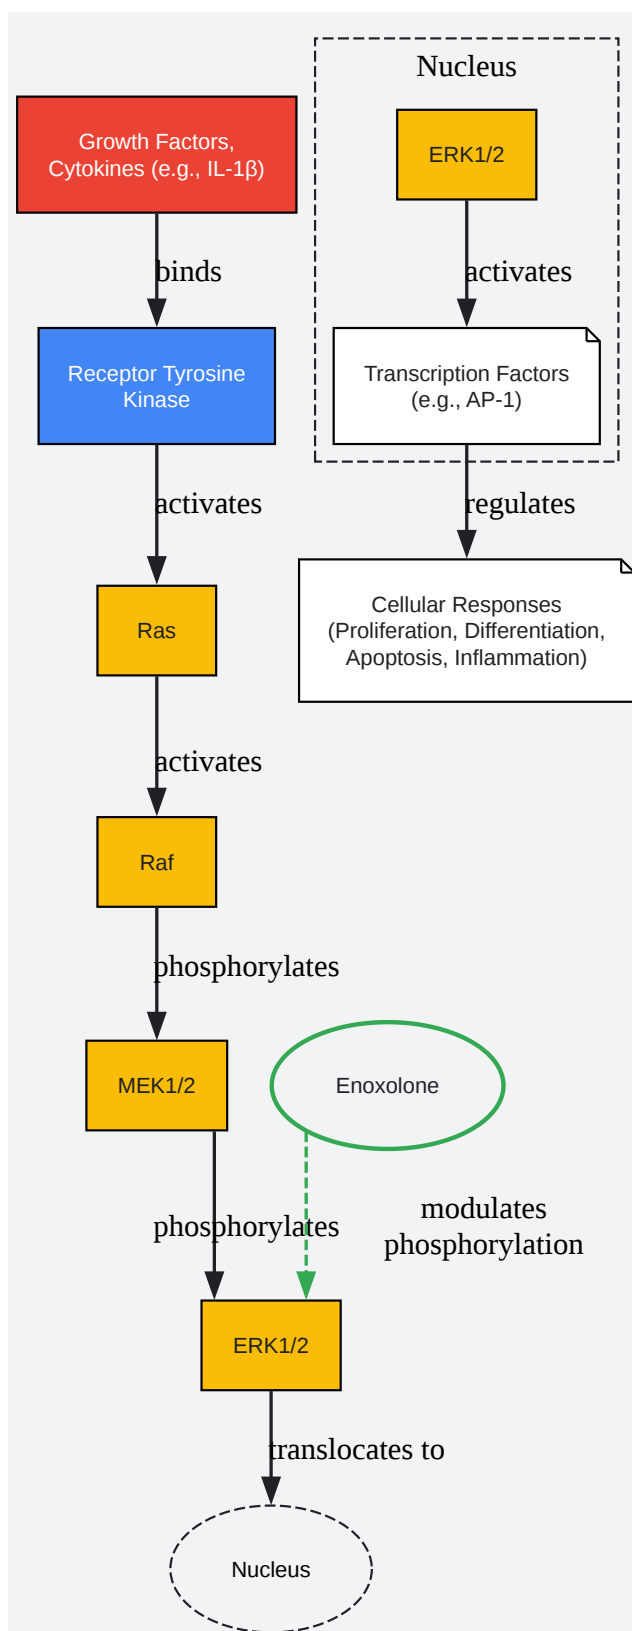 Growth Factors,
Cytokines (e.g., IL-1β)
binds
Receptor Tyrosine
Kinase
activates
Ras
activates
Raf
phosphorylates
MEK1/2
Enoxolone
phosphorylates
modulates
phosphorylation
ERK1/2
translocates to
Nucleus
Nucleus
ERK1/2
activates
Transcription Factors
(e.g., AP-1)
regulates
Cellular Responses
(Proliferation, Differentiation,
Apoptosis, Inflammation)